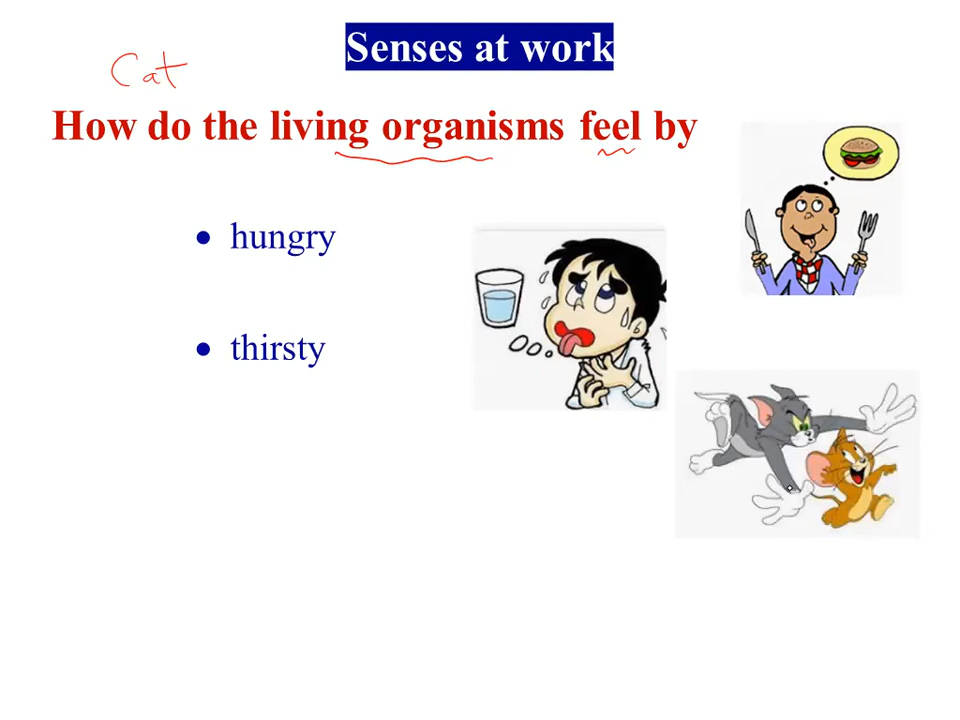 Senses at work
Cat
How do the living organisms feel by
• hungry
• thirsty